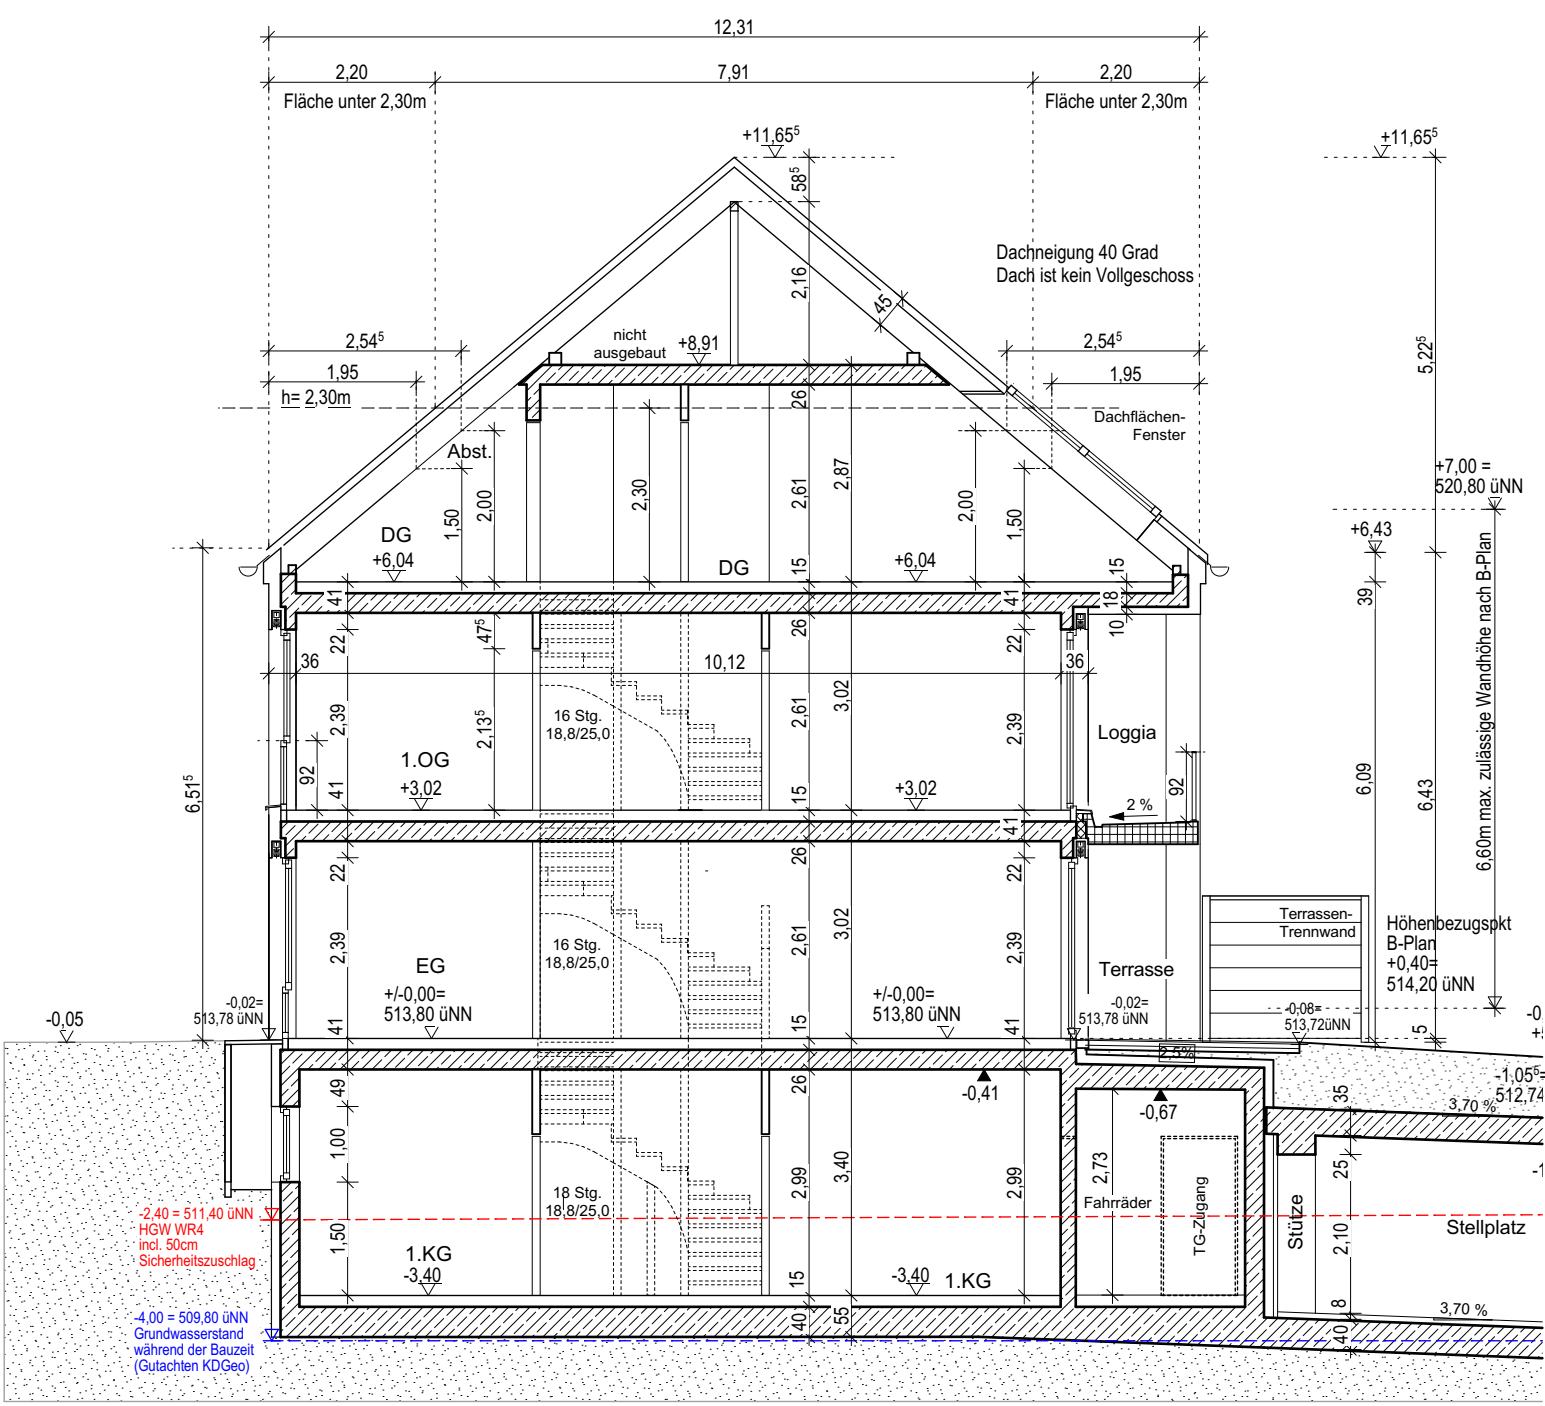 12,31
2,20
7,91
2,20
Fläche unter 2,30m
Fläche unter 2,30m
+11,65⁵
+11,65⁵
58⁵
Dachneigung 40 Grad
Dach ist kein Vollgeschoss
2,16
45
nicht
ausgebaut
+8,91
2,54⁵
2,54⁵
5,22⁵
1,95
1,95
h= 2,30m
26
Dachflächen-
Fenster
Abst.
2,87
+7,00 =
520,80 üNN
1,50
2,00
2,30
2,61
2,00
1,50
DG
+6,04
DG
+6,04
+6,43
15
15
39
41
41
18
10
26
22
47⁵
22
36
10,12
36
2,39
2,13⁵
16 Stg.
18,8/25,0
2,61
3,02
2,39
Loggia
6,60m max. zulässige Wandhöhe nach B-Plan
1.OG
92
+3,02
+3,02
92
6,51⁵
6,09
6,43
41
15
2 %
41
26
22
22
2,39
16 Stg.
18,8/25,0
2,61
3,02
2,39
Terrassen-
Trennwand
Höhenbezugspkt
B-Plan
+0,40=
514,20 üNN
EG
Terrasse
+/-0,00=
513,80 üNN
+/-0,00=
513,80 üNN
-0,02=
513,78 üNN
-0,02=
513,78 üNN
-0,08=
513,72üNN
-0,05
41
15
41
5
2,5%
49
26
-0,41
-0,67
35
3,70 %
-1,05⁵=
512,74
1,00
2,99
3,40
2,99
2,73
25
18 Stg.
18,8/25,0
Fahrräder
TG-Zugang
Stütze
2,10
Stellplatz
-2,40 = 511,40 üNN
HGW WR4
incl. 50cm
Sicherheitszuschlag
1,50
1.KG
-3,40
-3,40
1.KG
15
8
3,70 %
40
55
40
-4,00 = 509,80 üNN
Grundwasserstand
während der Bauzeit
(Gutachten KDGeo)